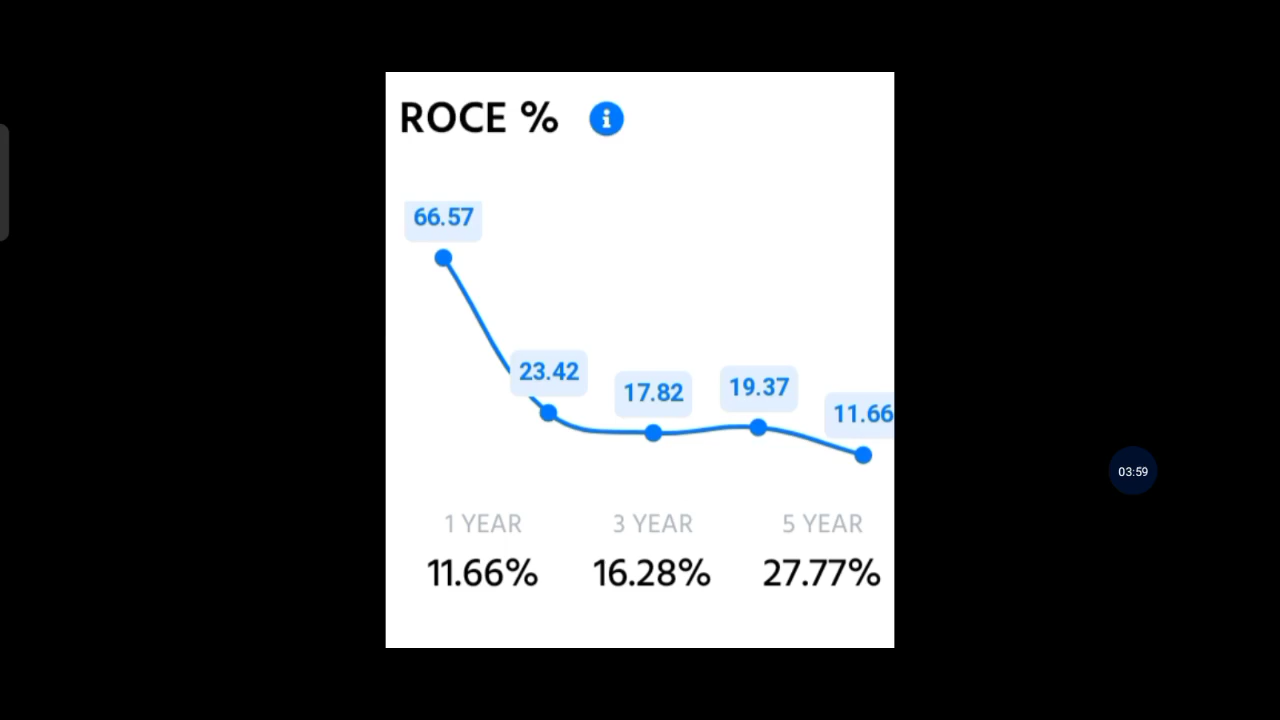 ROCE %
66.57
23.42
17.82
19.37
11.66
1 YEAR 3 YEAR 5 YEAR
11.66% 16.28% 27.77%
03:59